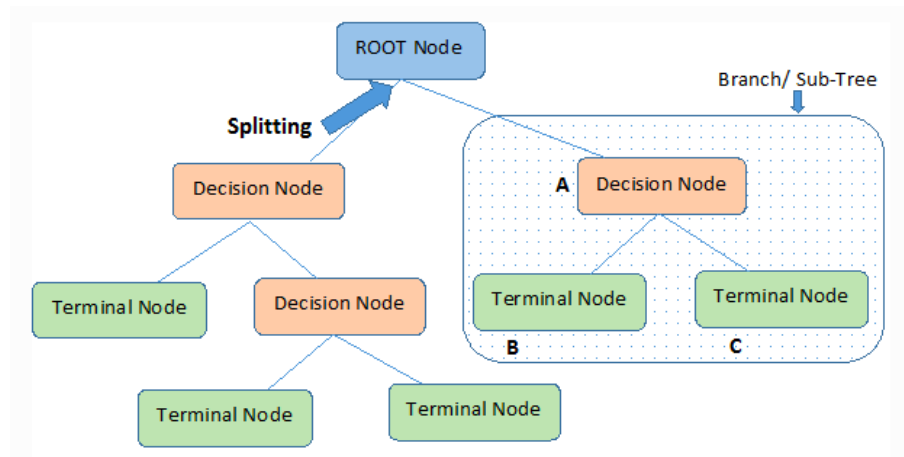 ROOT Node
Branch/ Sub-Tree
Splitting
Decision Node
A
Decision Node
Terminal Node
Decision Node
Terminal Node
Terminal Node
B
C
Terminal Node
Terminal Node